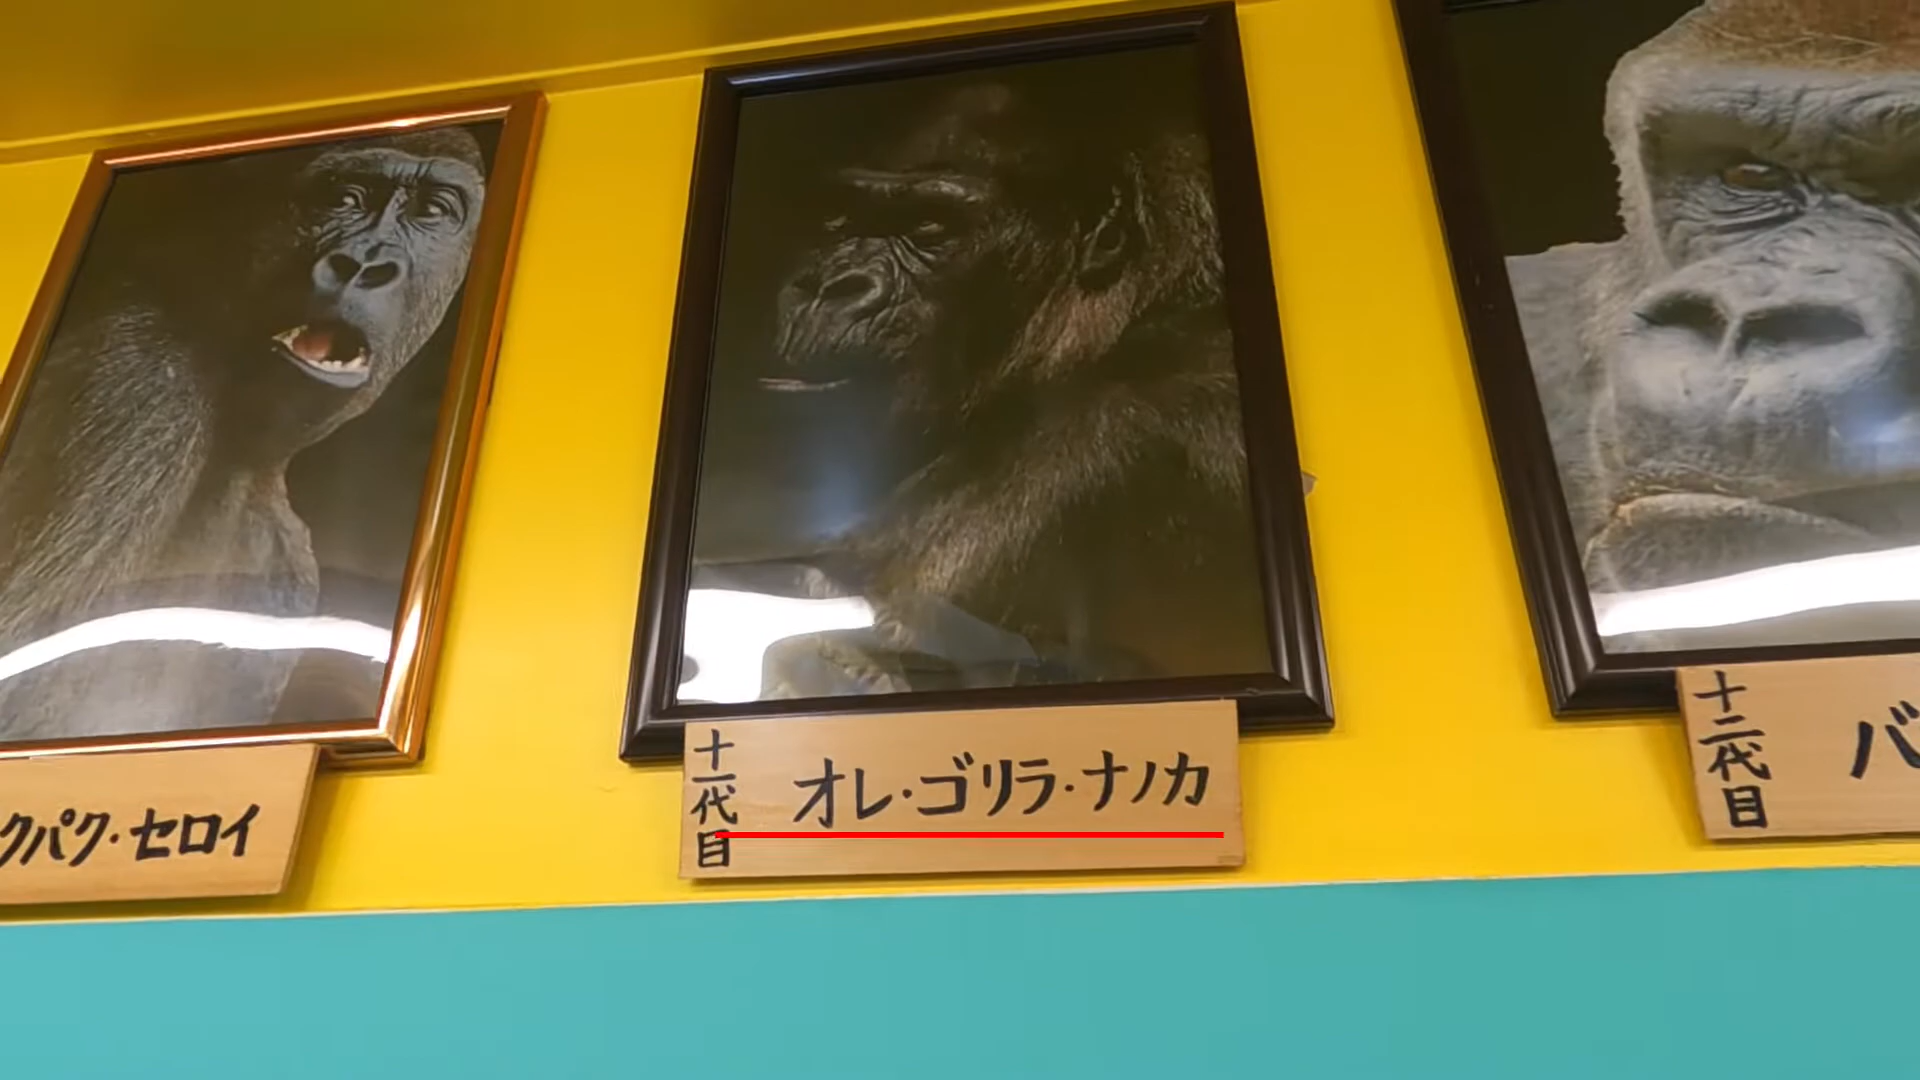 クパク・セロイ
十一代目
オレ・ゴリラ・ナノカ
十二代目
バ